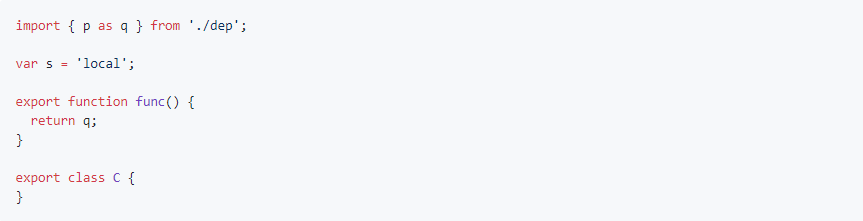 import { p as q } from './dep';
var s = 'local';
export function func() {
  return q;
}
export class C {
}